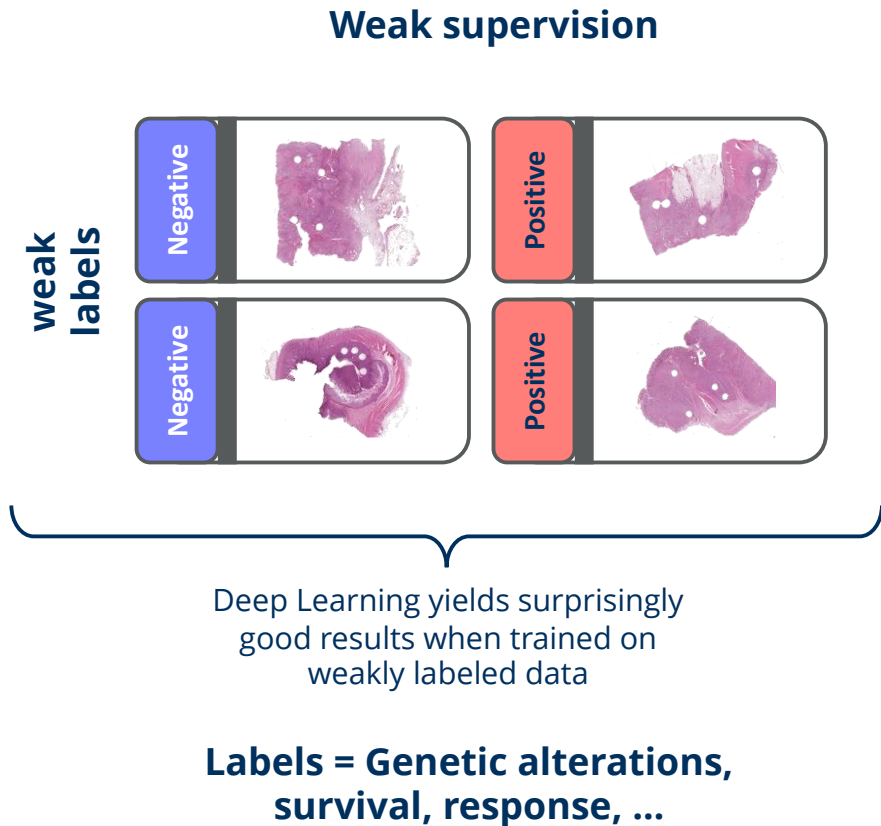 Weak supervision
weak
labels
Negative
Positive
Negative
Positive
Deep Learning yields surprisingly
good results when trained on
weakly labeled data
Labels = Genetic alterations,
survival, response, ...